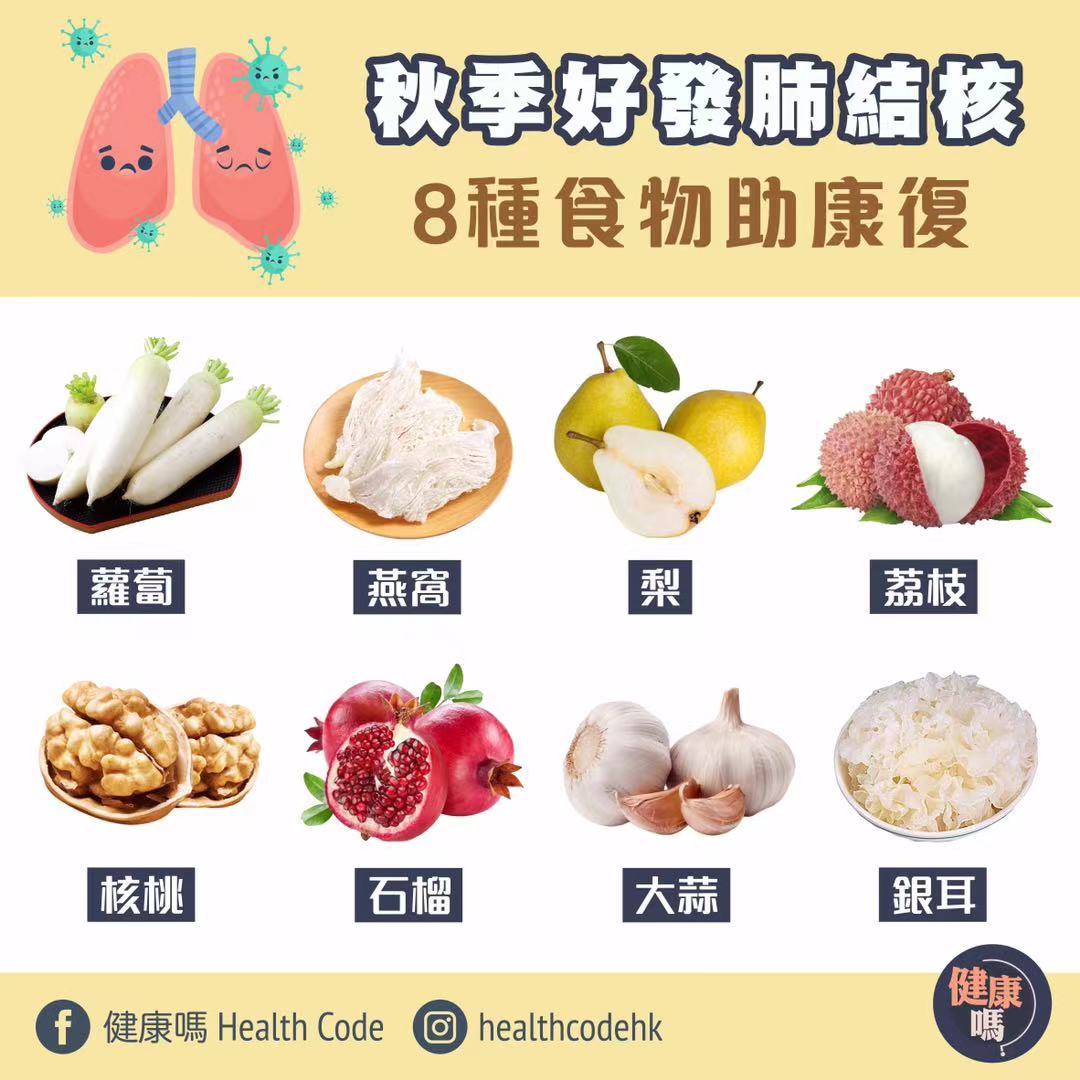 秋季好發肺結核
8種食物助康復
蘿蔔
燕窩
梨
荔枝
核桃
石榴
大蒜
銀耳
健康嗎 Health Code
healthcodehk
健康
嗎